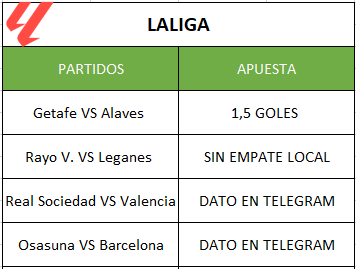 LALIGA
PARTIDOS APUESTA
Getafe VS Alaves 1,5 GOLES
Rayo V. VS Leganes SIN EMPATE LOCAL
Real Sociedad VS Valencia DATO EN TELEGRAM
Osasuna VS Barcelona DATO EN TELEGRAM